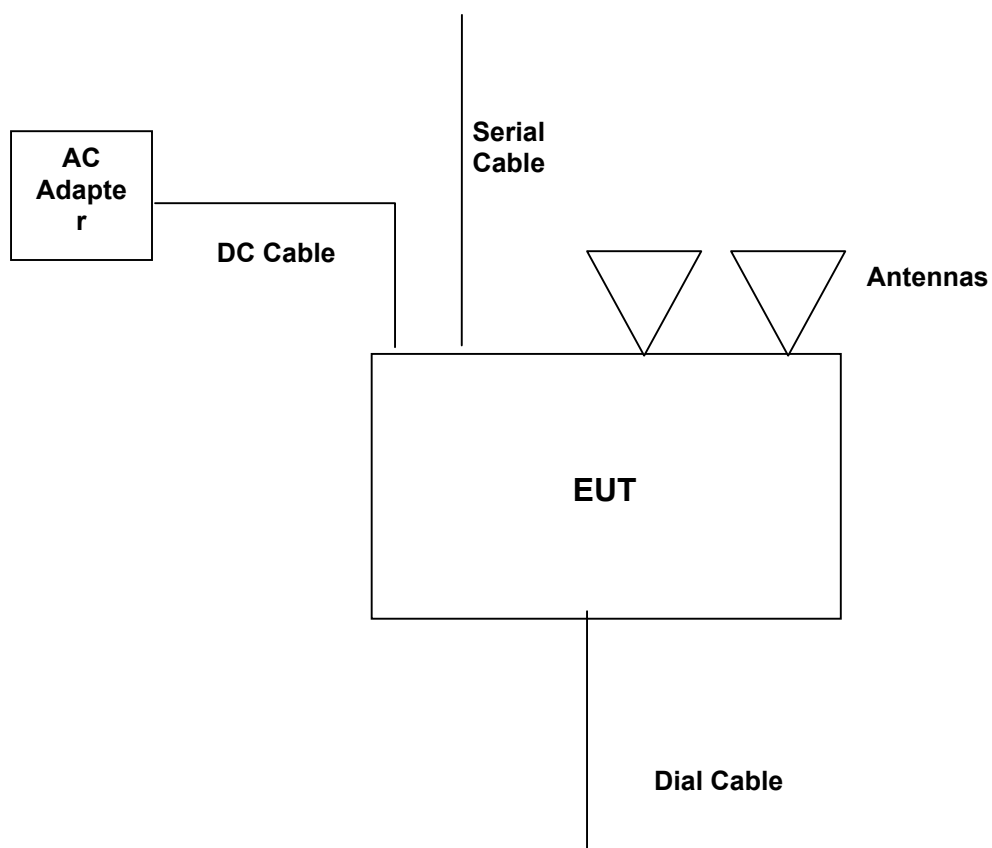 Serial
Cable
AC
Adapte
r
DC Cable
Antennas
EUT
Dial Cable